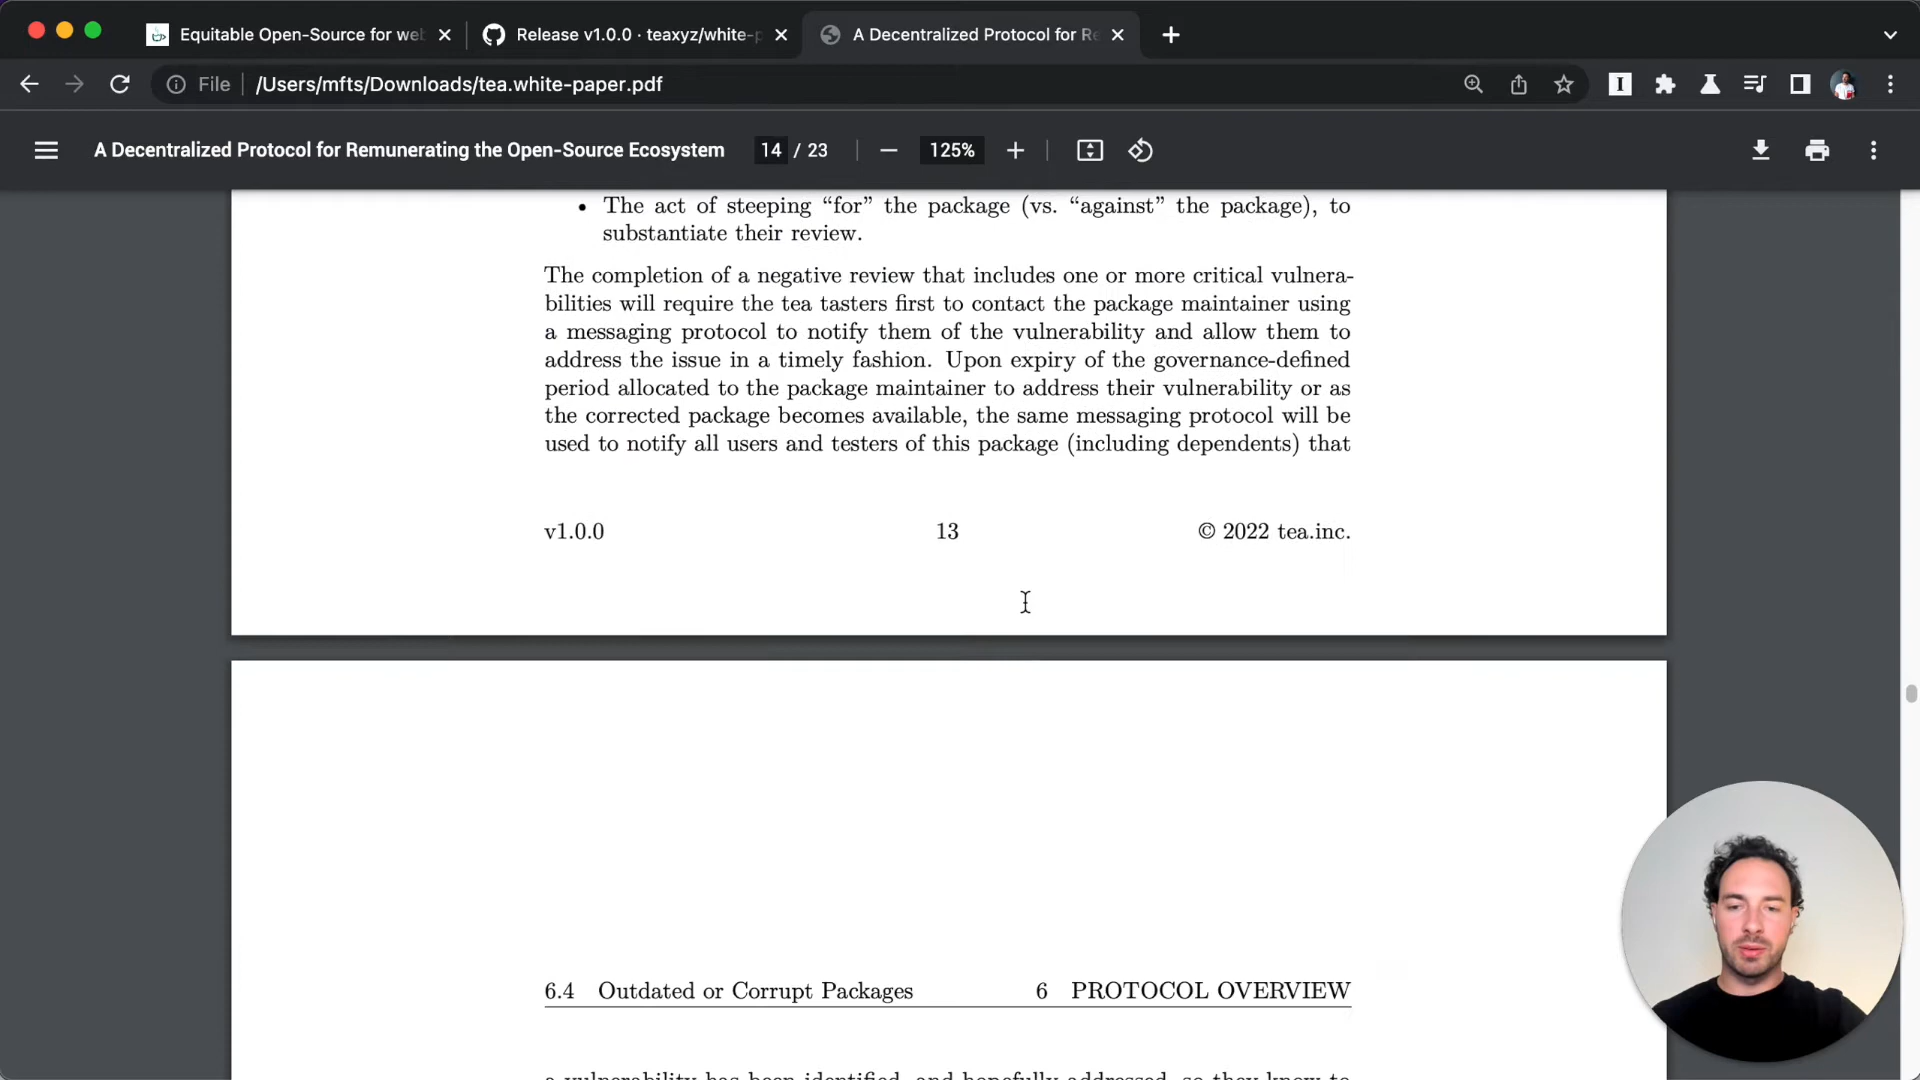 Equitable Open-Source for we
Release v1.0.0 · teaxyz/white-p
A Decentralized Protocol for R
File
/Users/mfts/Downloads/tea.white-paper.pdf
A Decentralized Protocol for Remunerating the Open-Source Ecosystem
14 / 23
125%
• The act of steeping “for” the package (vs. “against” the package), to
substantiate their review.
The completion of a negative review that includes one or more critical vulnera-
bilities will require the tea tasters first to contact the package maintainer using
a messaging protocol to notify them of the vulnerability and allow them to
address the issue in a timely fashion. Upon expiry of the governance-defined
period allocated to the package maintainer to address their vulnerability or as
the corrected package becomes available, the same messaging protocol will be
used to notify all users and testers of this package (including dependents) that
v1.0.0 13 © 2022 tea.inc.
6.4 Outdated or Corrupt Packages 6 PROTOCOL OVERVIEW
a vulnerability has been identified, and hopefully addressed, so they know to